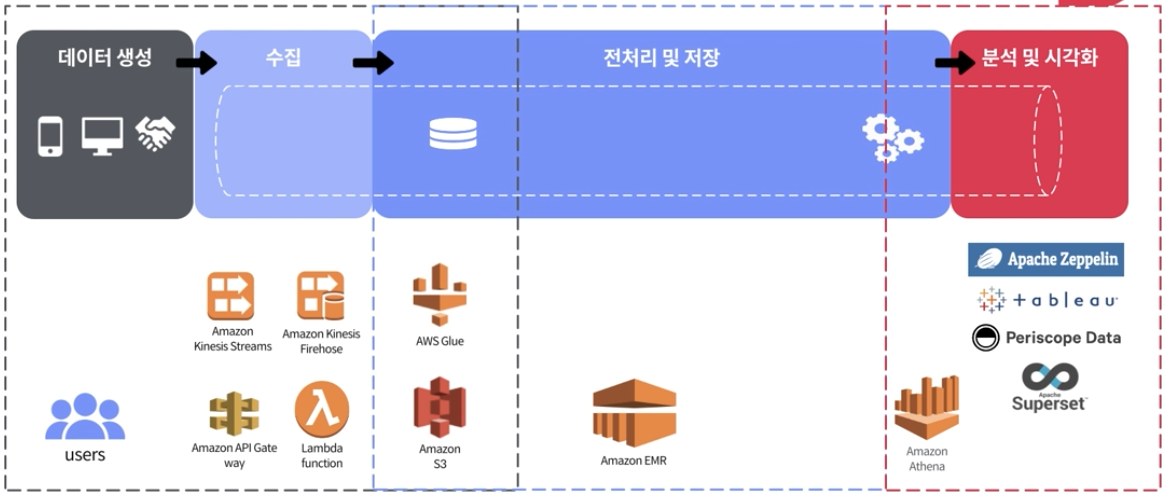 데이터 생성
수집
전처리 및 저장
분석 및 시각화
Amazon
Kinesis Streams
Amazon Kinesis
Firehose
AWS Glue
Apache Zeppelin
+ a b l e a u
Periscope Data
Apache
Superset
users
Amazon API Gate
way
Lambda
function
Amazon
S3
Amazon EMR
Amazon
Athena